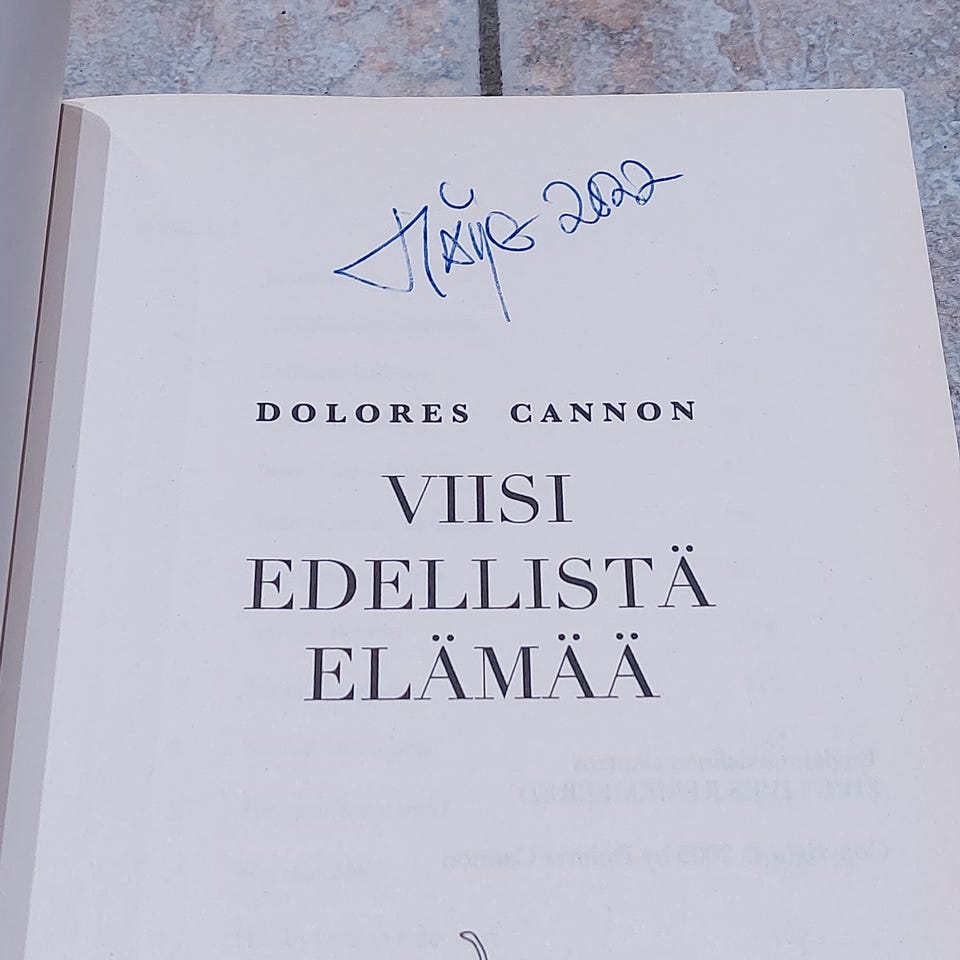 2022
DOLORES CANNON
VIISI
EDELLISTÄ
ELÄMÄÄ